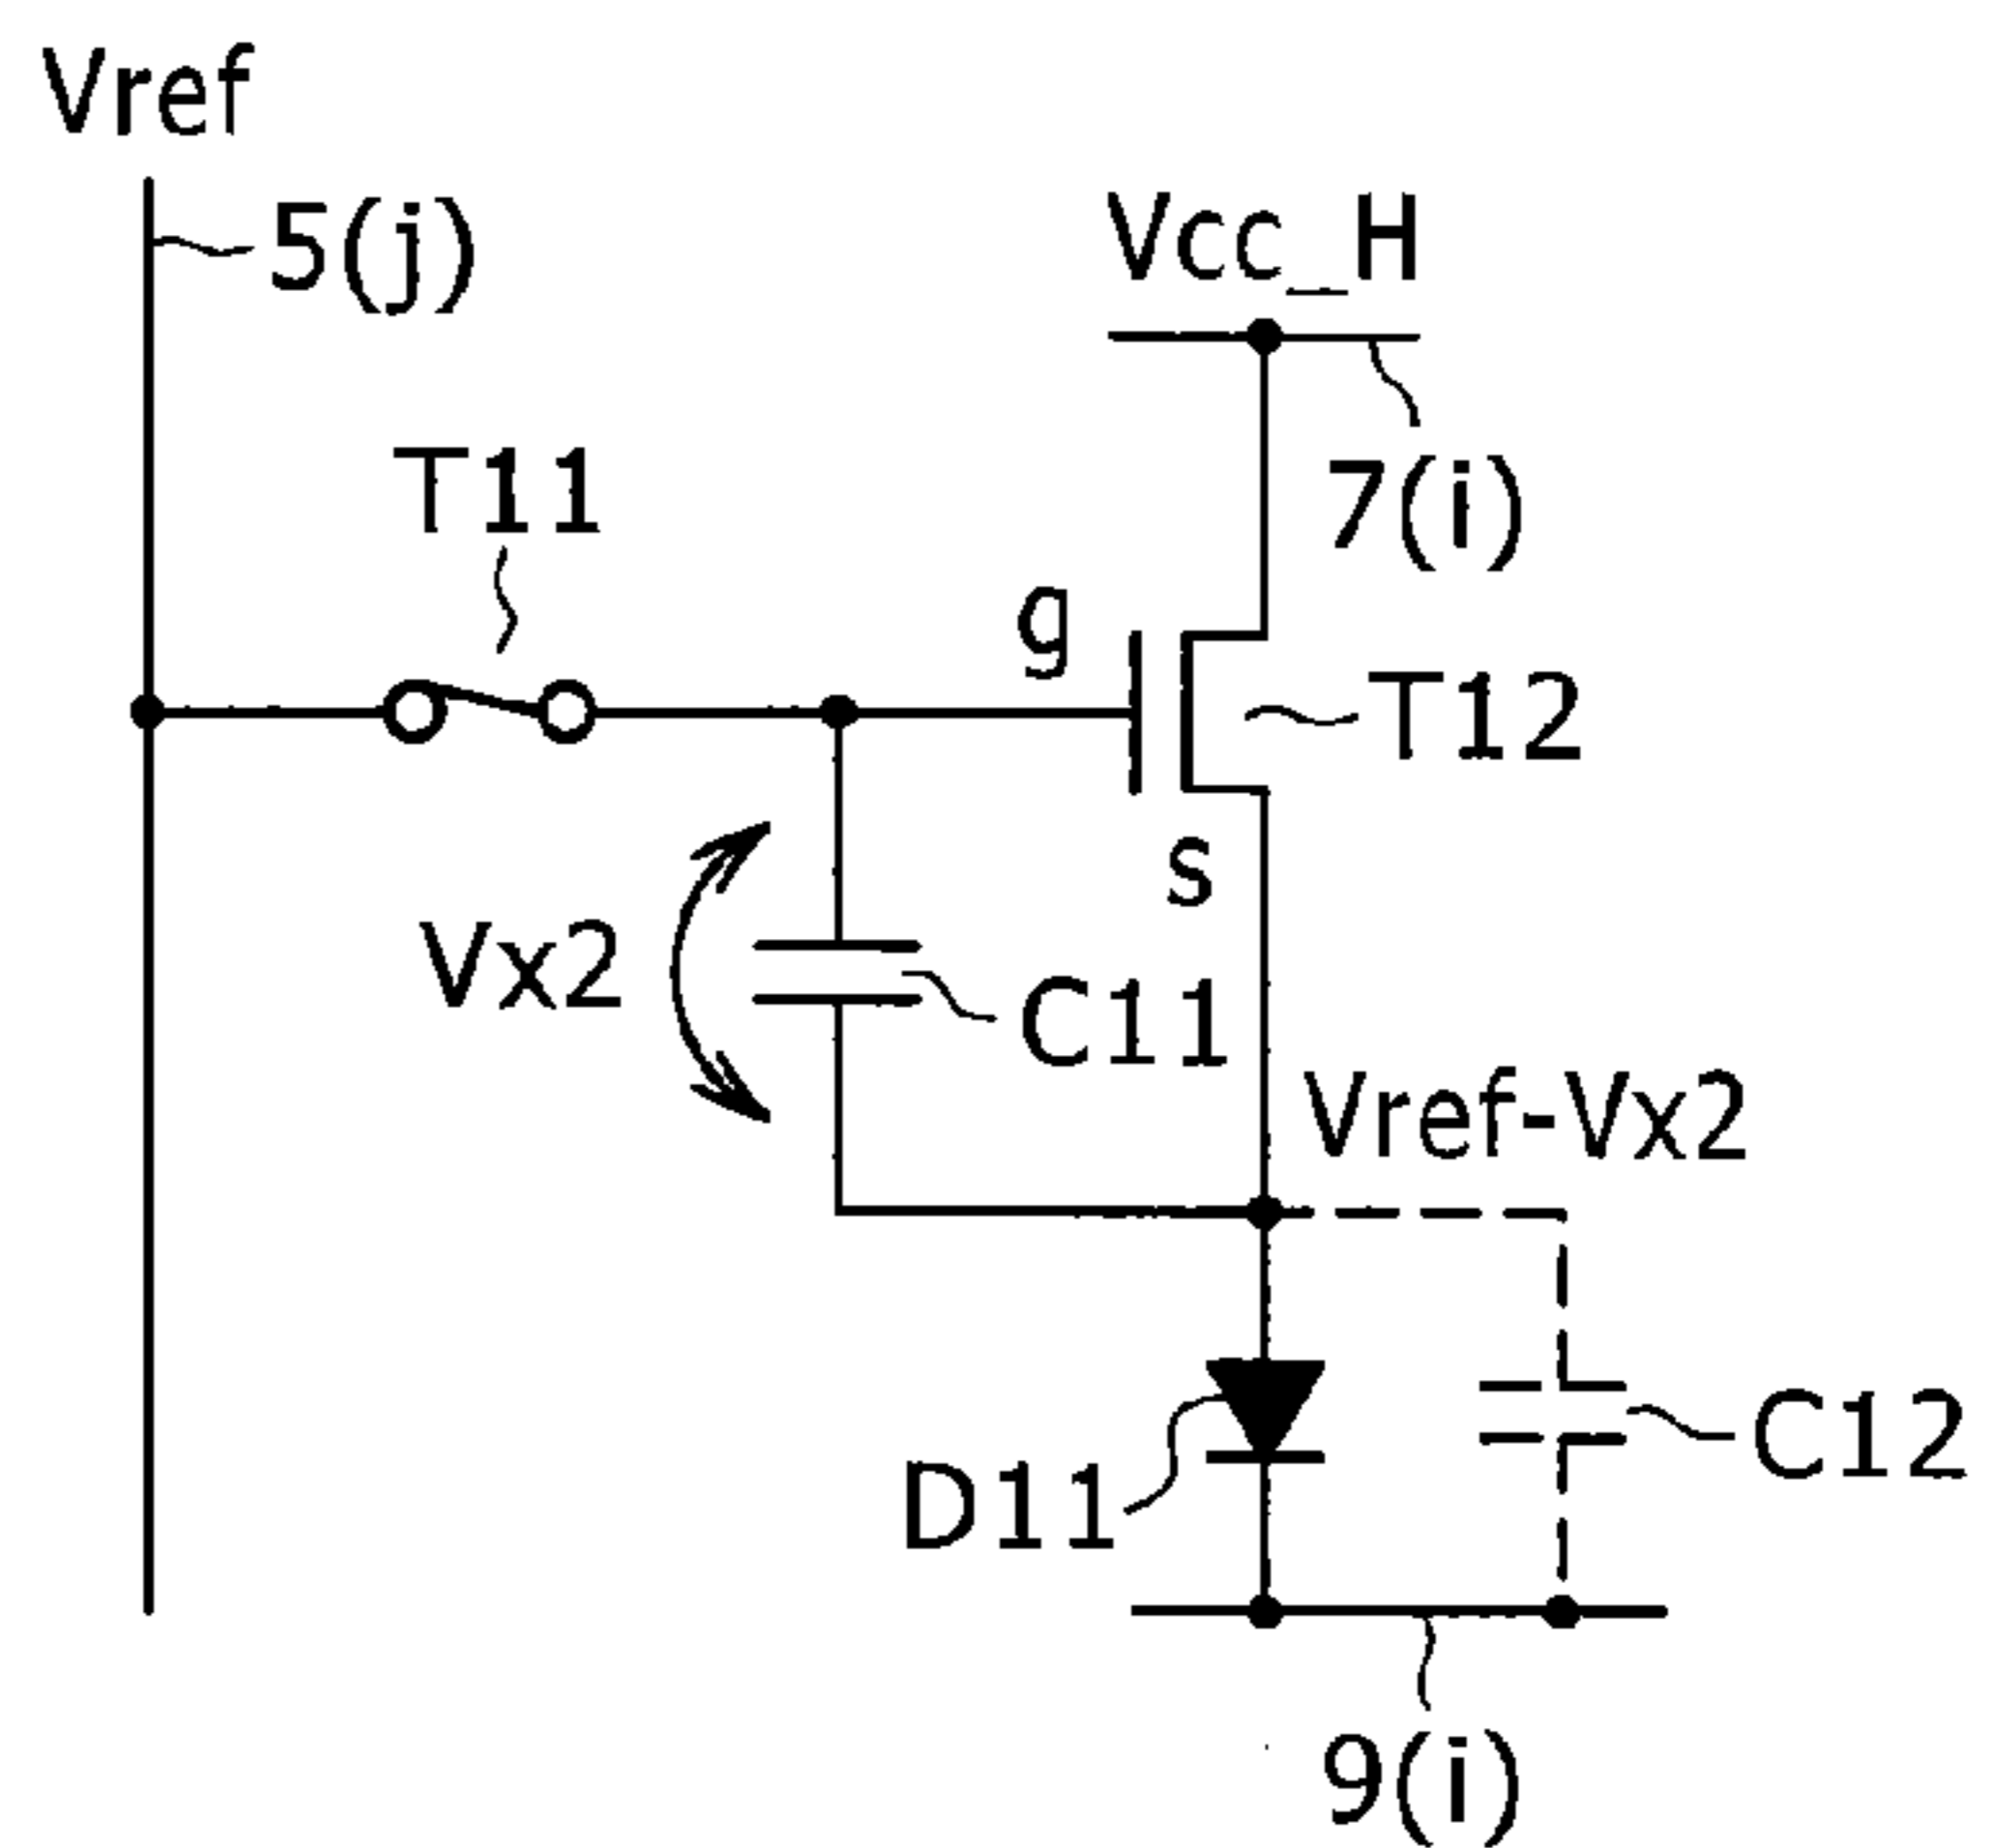 Vref
5(j)
Vcc_H
7(i)
T11
g
T12
s
Vx2
C11
Vref-Vx2
C12
D11
9(i)